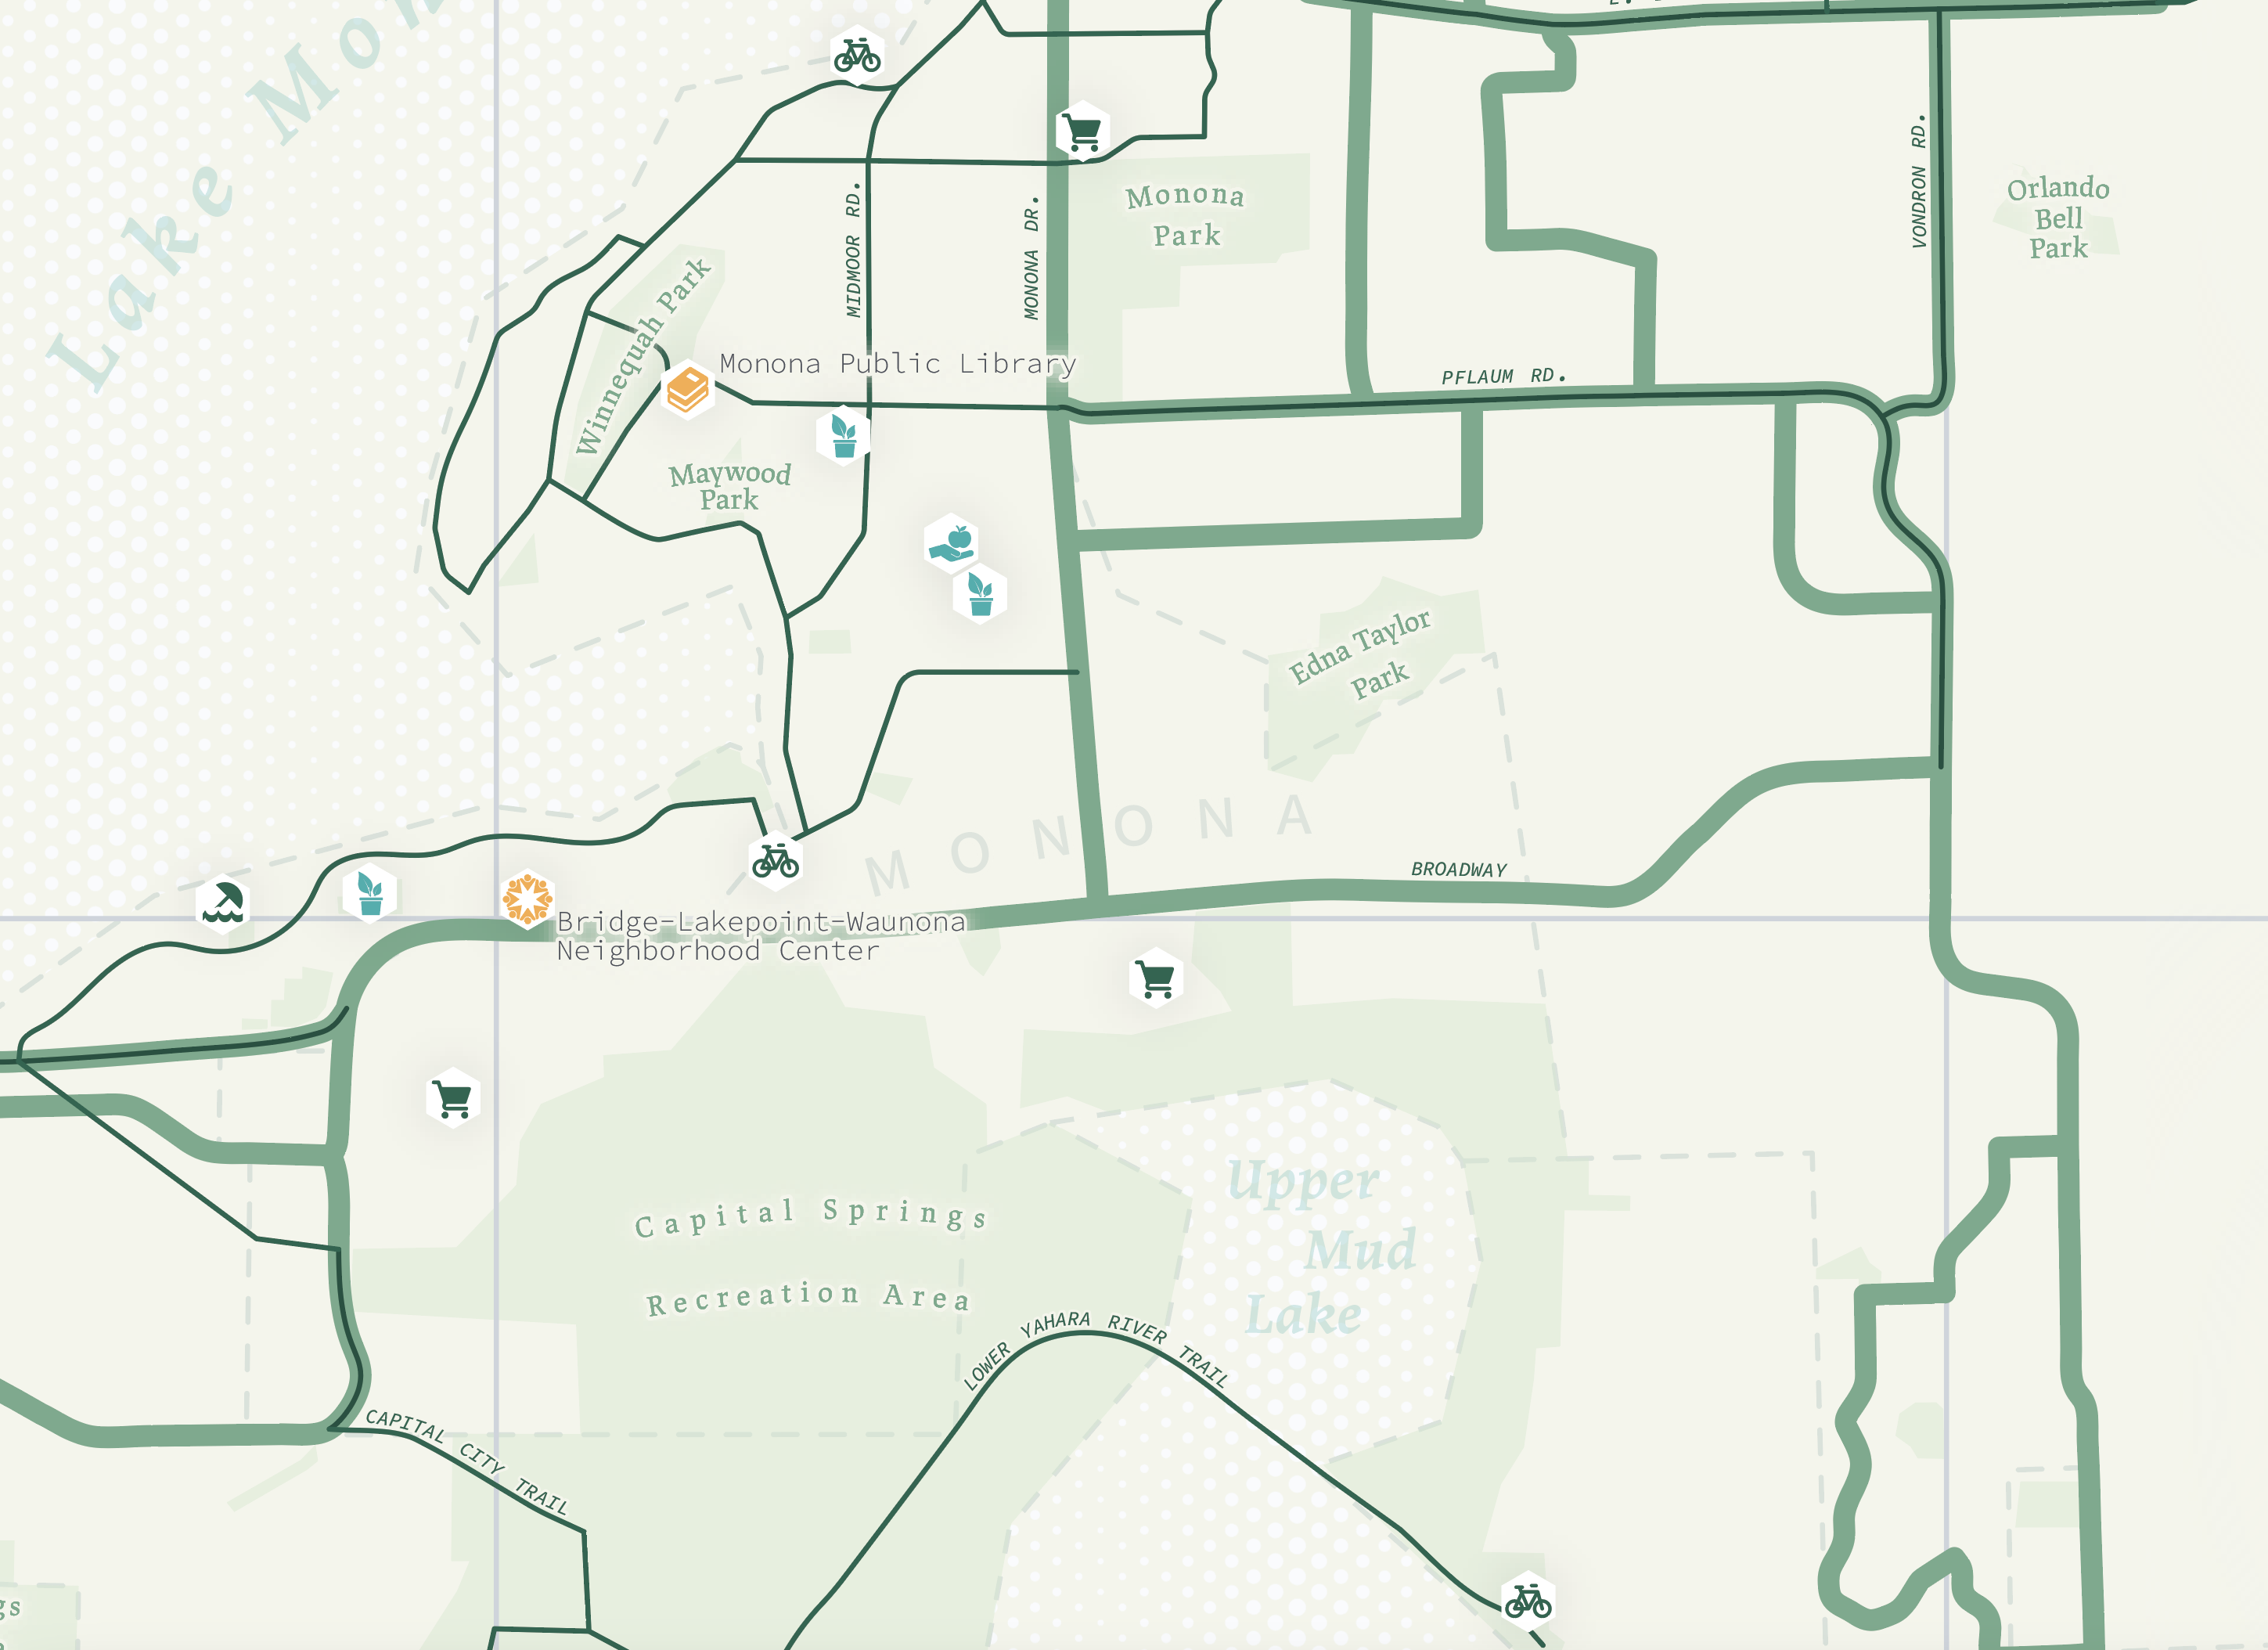 Lake Mon
MIDMOOR RD.
MONONA DR.
VONDRON RD.
Monona
Park
Orlando
Bell
Park
Winnequah Park
Monona Public Library
PFLAUM RD.
Maywood
Park
Edna Taylor
Park
MONONA
BROADWAY
Bridge-Lakepoint-Waunona
Neighborhood Center
Upper
Mud
Lake
Capital Springs
Recreation Area
LOWER YAHARA RIVER TRAIL
CAPITAL CITY TRAIL
gs